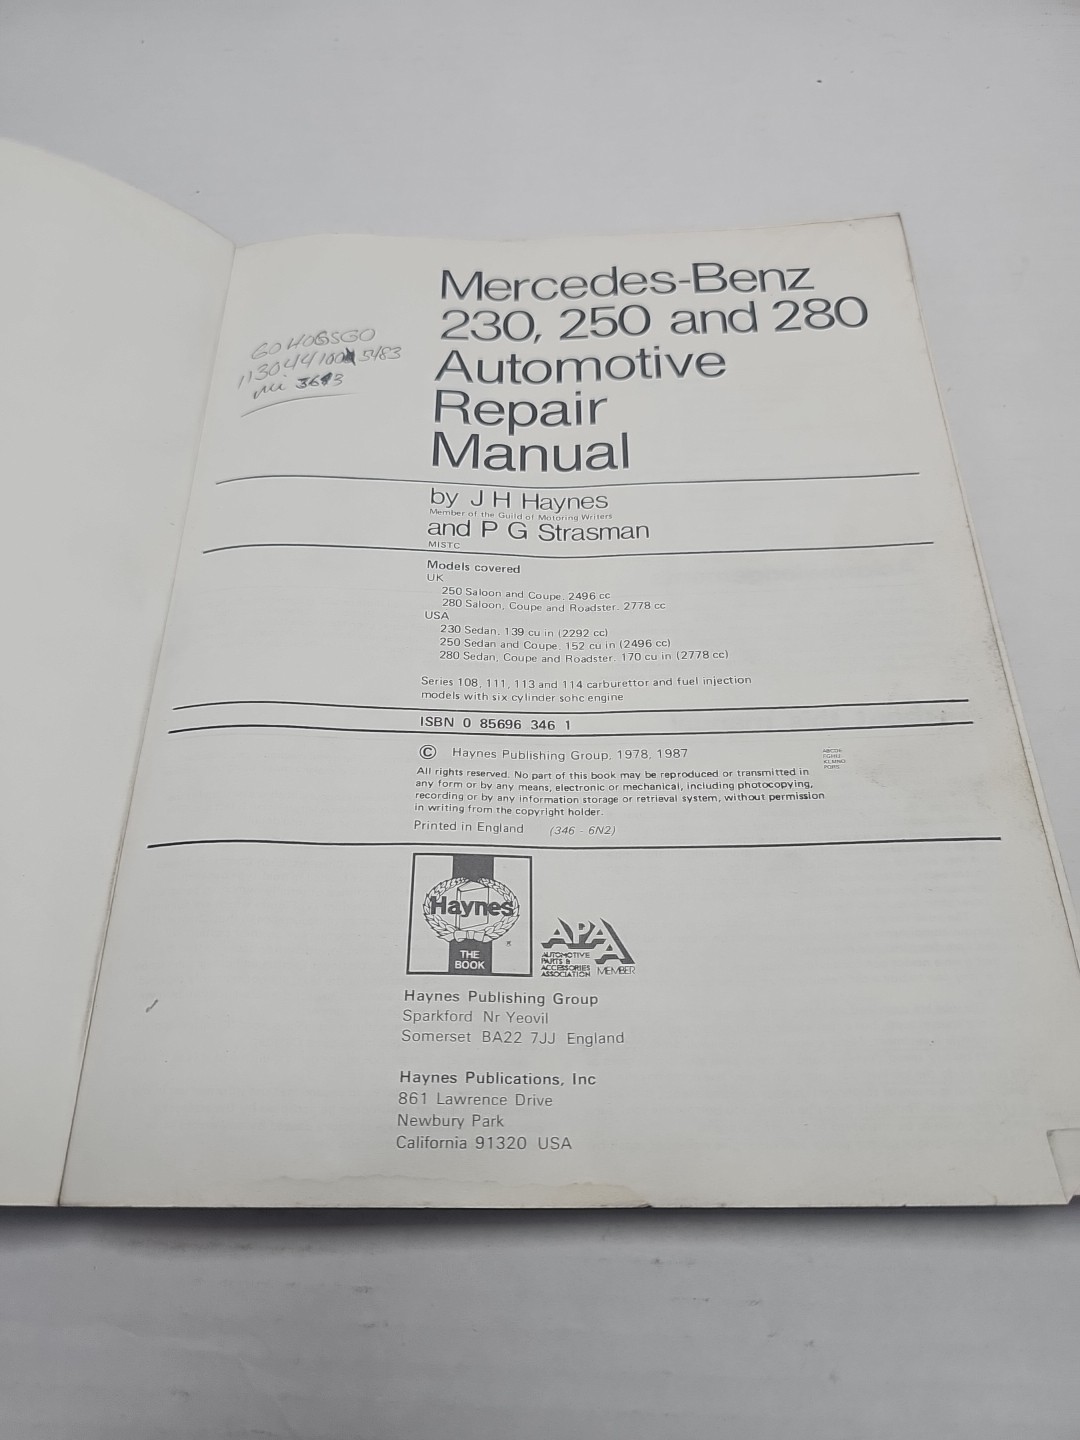 Mercedes-Benz
230, 250 and 280
Automotive
Repair
Manual
by J H Haynes
Member of the Guild of Motoring Writers
and P G Strasman
MISTC
Models covered
UK
250 Saloon and Coupe. 2496 cc
280 Saloon, Coupe and Roadster. 2778 cc
USA
230 Sedan. 139 cu in (2292 cc)
250 Sedan and Coupe. 152 cu in (2496 cc)
280 Sedan, Coupe and Roadster. 170 cu in (2778 cc)
Series 108, 111, 113 and 114 carburettor and fuel injection
models with six cylinder sohc engine
ISBN 0 85696 346 1
© Haynes Publishing Group, 1978, 1987
ABCDE
FGHIJ
KLMNO
PQRS
All rights reserved. No part of this book may be reproduced or transmitted in
any form or by any means, electronic or mechanical, including photocopying,
recording or by any information storage or retrieval system, without permission
in writing from the copyright holder.
Printed in England (346 - 6N2)
Haynes
®
THE
BOOK
APAA
AUTOMOTIVE
PARTS &
ACCESSORIES
ASSOCIATION MEMBER
Haynes Publishing Group
Sparkford Nr Yeovil
Somerset BA22 7JJ England
Haynes Publications, Inc
861 Lawrence Drive
Newbury Park
California 91320 USA